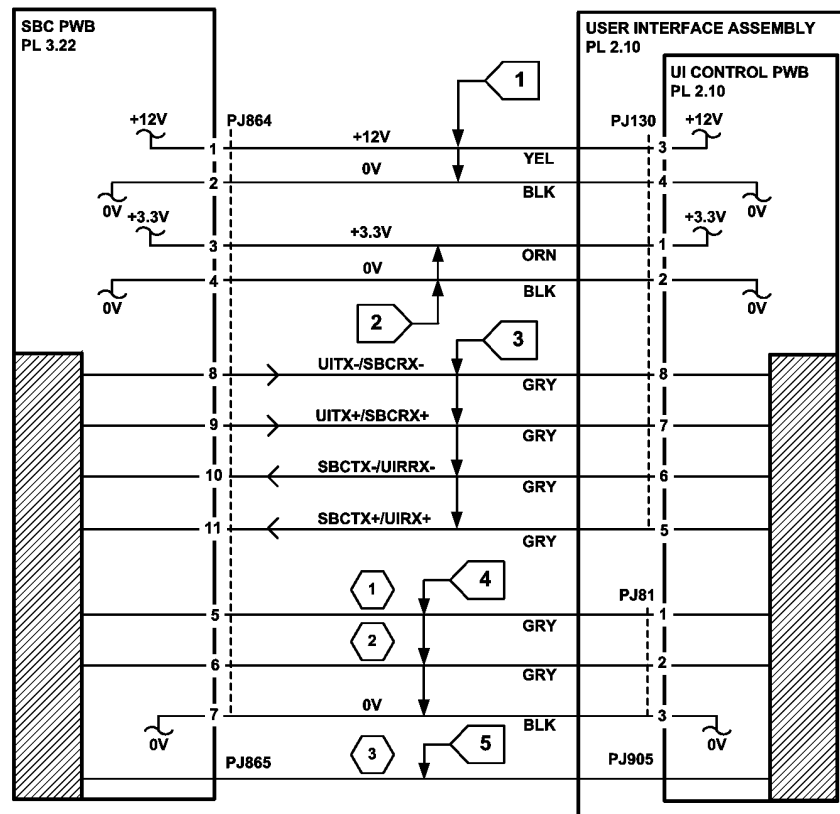 SBC PWB
PL 3.22
USER INTERFACE ASSEMBLY
PL 2.10
UI CONTROL PWB
PL 2.10
1
+12V
PJ864
+12V
PJ130
+12V
1
YEL
3
0V
2
BLK
4
0V
0V
+3.3V
+3.3V
+3.3V
3
ORN
1
0V
4
BLK
2
0V
0V
2
3
UITX-/SBCRX-
8
GRY
8
UITX+/SBCRX+
9
GRY
7
SBCTX-/UIRRX-
10
GRY
6
SBCTX+/UIRX+
11
GRY
5
1
4
PJ81
5
GRY
1
2
6
GRY
2
0V
7
BLK
3
0V
0V
PJ865
3
5
PJ905